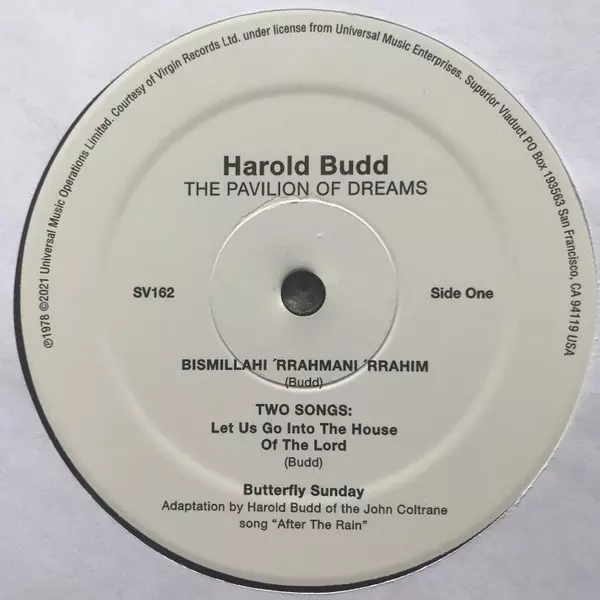 ℗1978 ©2021 Universal Music Operations Limited. Courtesy of Virgin Records Ltd. under license from Universal Music Enterprises. Superior Viaduct PO Box 193563 San Francisco, CA 94119 USA
Harold Budd
THE PAVILION OF DREAMS
SV162
Side One
BISMILLAHI ´RRAHMANI ´RRAHIM
(Budd)
TWO SONGS:
Let Us Go Into The House
Of The Lord
(Budd)
Butterfly Sunday
Adaptation by Harold Budd of the John Coltrane
song “After The Rain”